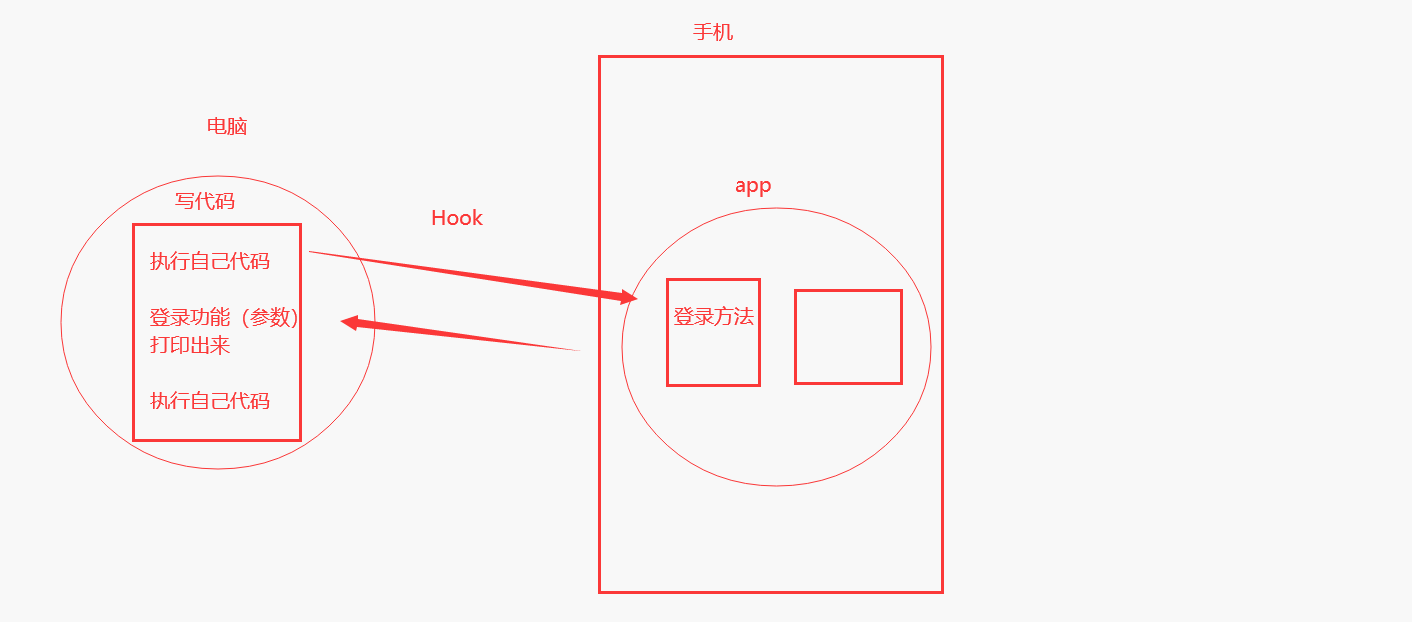 手机
电脑
写代码
app
Hook
执行自己代码
登录功能（参数）
打印出来
执行自己代码
登录方法